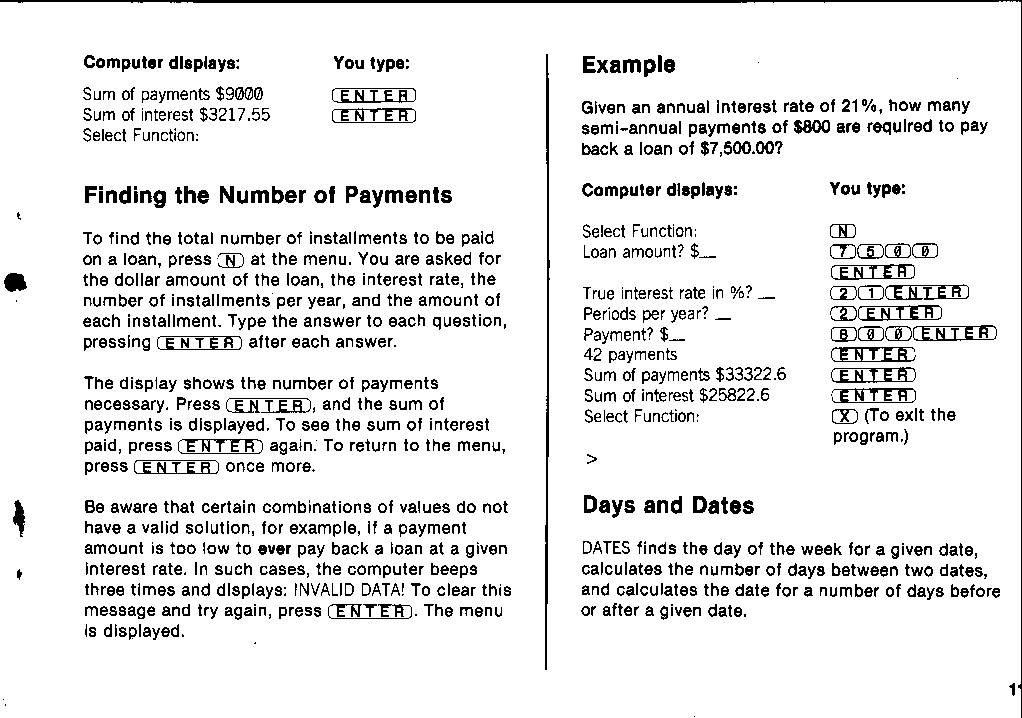 Computer displays: You type:
Sum of payments $9000 ENTER
Sum of interest $3217.55 ENTER
Select Function:
Finding the Number of Payments
To find the total number of installments to be paid
on a loan, press N at the menu. You are asked for
the dollar amount of the loan, the interest rate, the
number of installments per year, and the amount of
each installment. Type the answer to each question,
pressing ENTER after each answer.
The display shows the number of payments
necessary. Press ENTER, and the sum of
payments is displayed. To see the sum of interest
paid, press ENTER again. To return to the menu,
press ENTER once more.
Be aware that certain combinations of values do not
have a valid solution, for example, if a payment
amount is too low to ever pay back a loan at a given
interest rate. In such cases, the computer beeps
three times and displays: INVALID DATA! To clear this
message and try again, press ENTER. The menu
is displayed.
Example
Given an annual interest rate of 21%, how many
semi-annual payments of $800 are required to pay
back a loan of $7,500.00?
Computer displays: You type:
Select Function: N
Loan amount? $_ 7 5 0 0
ENTER
True interest rate in %? _ 2 1 ENTER
Periods per year? _ 2 ENTER
Payment? $_ 8 0 0 ENTER
42 payments ENTER
Sum of payments $33322.6 ENTER
Sum of interest $25822.6 ENTER
Select Function: X (To exit the
program.)
>
Days and Dates
DATES finds the day of the week for a given date,
calculates the number of days between two dates,
and calculates the date for a number of days before
or after a given date.